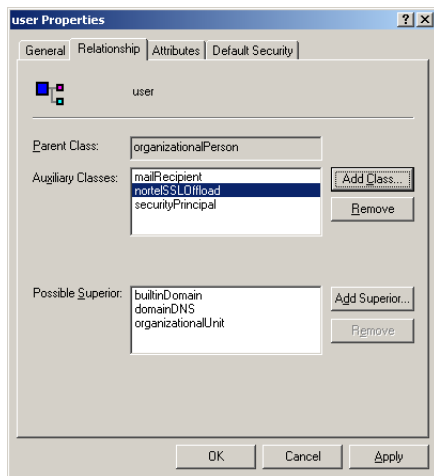 user Properties
? X
General Relationship Attributes Default Security
user
Parent Class: organizationalPerson
Auxiliary Classes: mailRecipient Add Class...
nortelSSLOffload
securityPrincipal Remove
Possible Superior: builtinDomain Add Superior...
domainDNS
organizationalUnit Remove
OK Cancel Apply